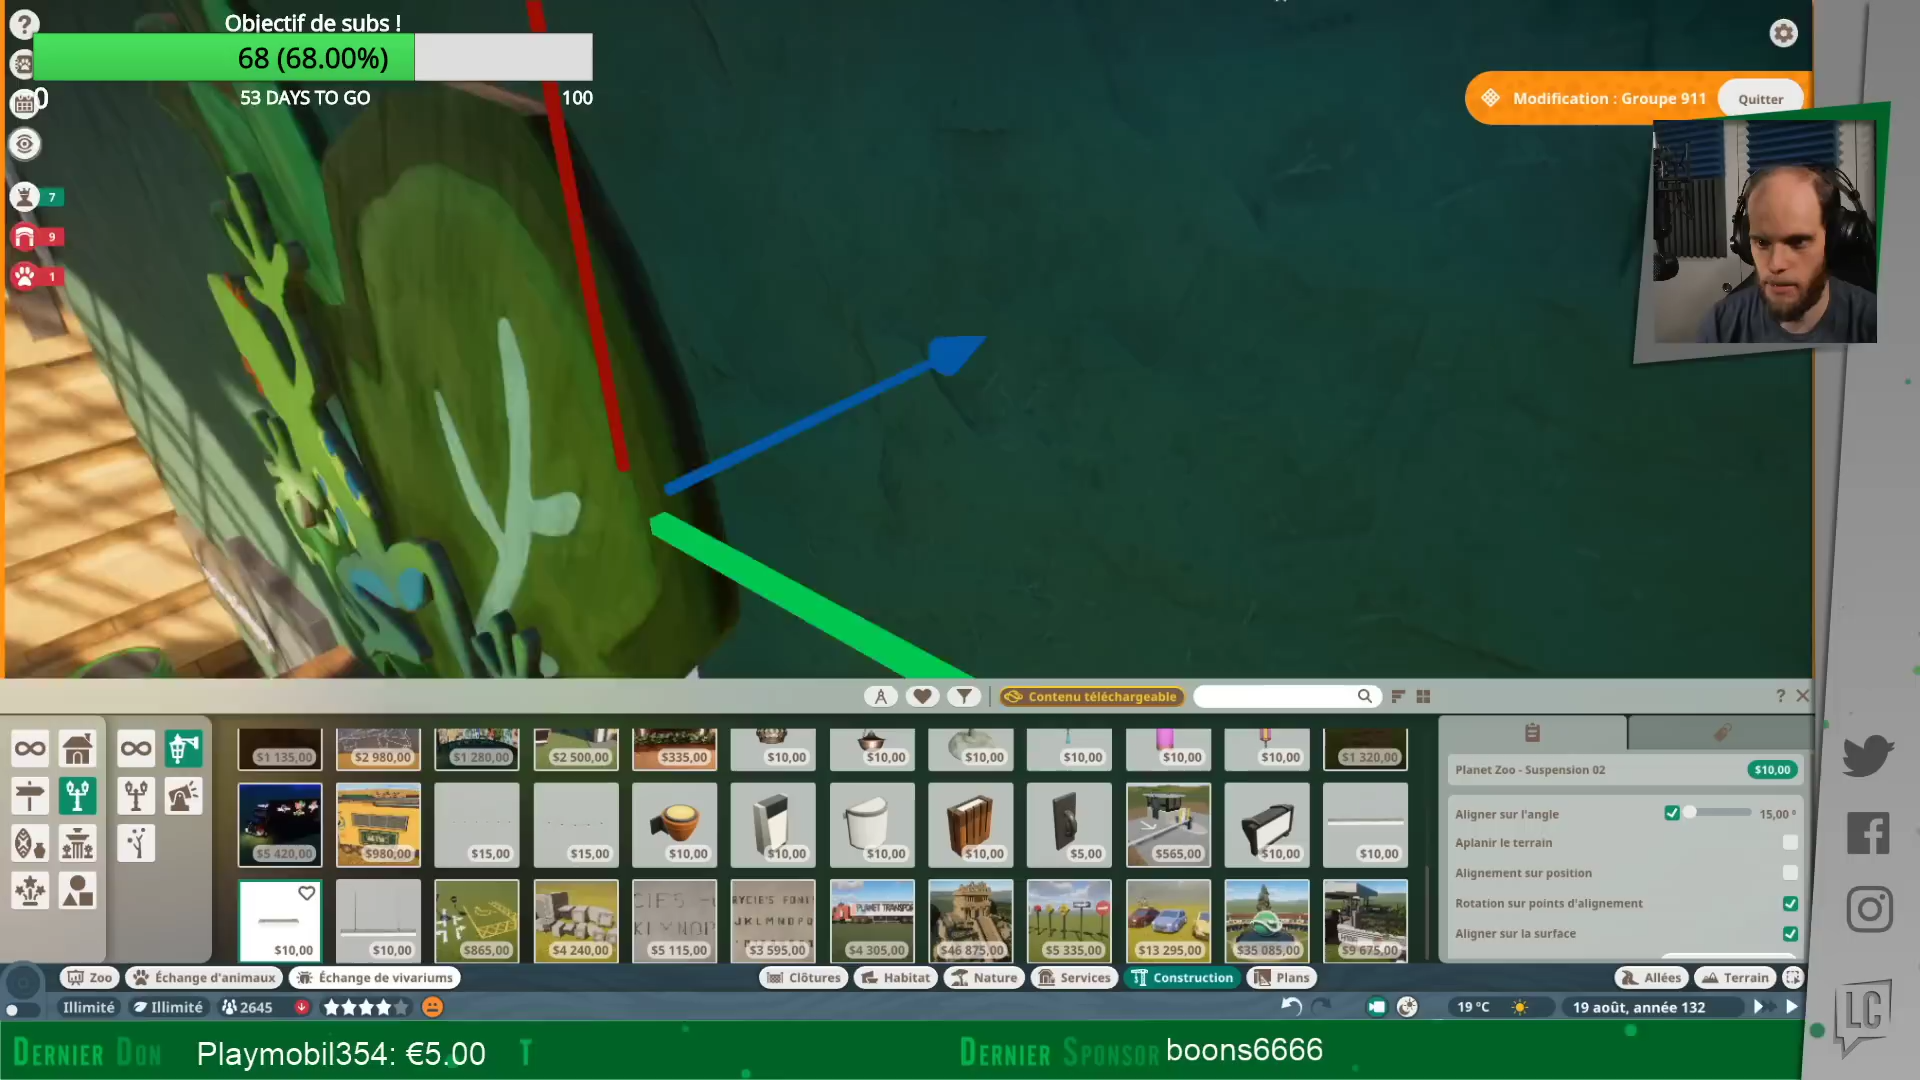 Objectif de subs !
68 (68.00%)
0
53 DAYS TO GO
100
Modification : Groupe 911
Quitter
7
9
1
Contenu téléchargeable
$1 135,00
$2 980,00
$1 280,00
$2 500,00
$335,00
$10,00
$10,00
$10,00
$10,00
$10,00
$10,00
$1 320,00
$5 420,00
$980,00
$15,00
$15,00
$10,00
$10,00
$10,00
$10,00
$5,00
$565,00
$10,00
$10,00
$10,00
$10,00
$865,00
$4 240,00
$5 115,00
$3 595,00
PLANET TRANSPO
$4 305,00
$46 875,00
$5 335,00
$13 295,00
$35 085,00
$9 675,00
Planet Zoo - Suspension 02
$10,00
Aligner sur l'angle
15,00 °
Aplanir le terrain
Alignement sur position
Rotation sur points d'alignement
Aligner sur la surface
Zoo
Échange d'animaux
Échange de vivariums
Clôtures
Habitat
Nature
Services
Construction
Plans
Allées
Terrain
Illimité
Illimité
2645
19 °C
19 août, année 132
DERNIER DON
Playmobil354: €5.00
T
DERNIER SPONSOR
boons6666
LC